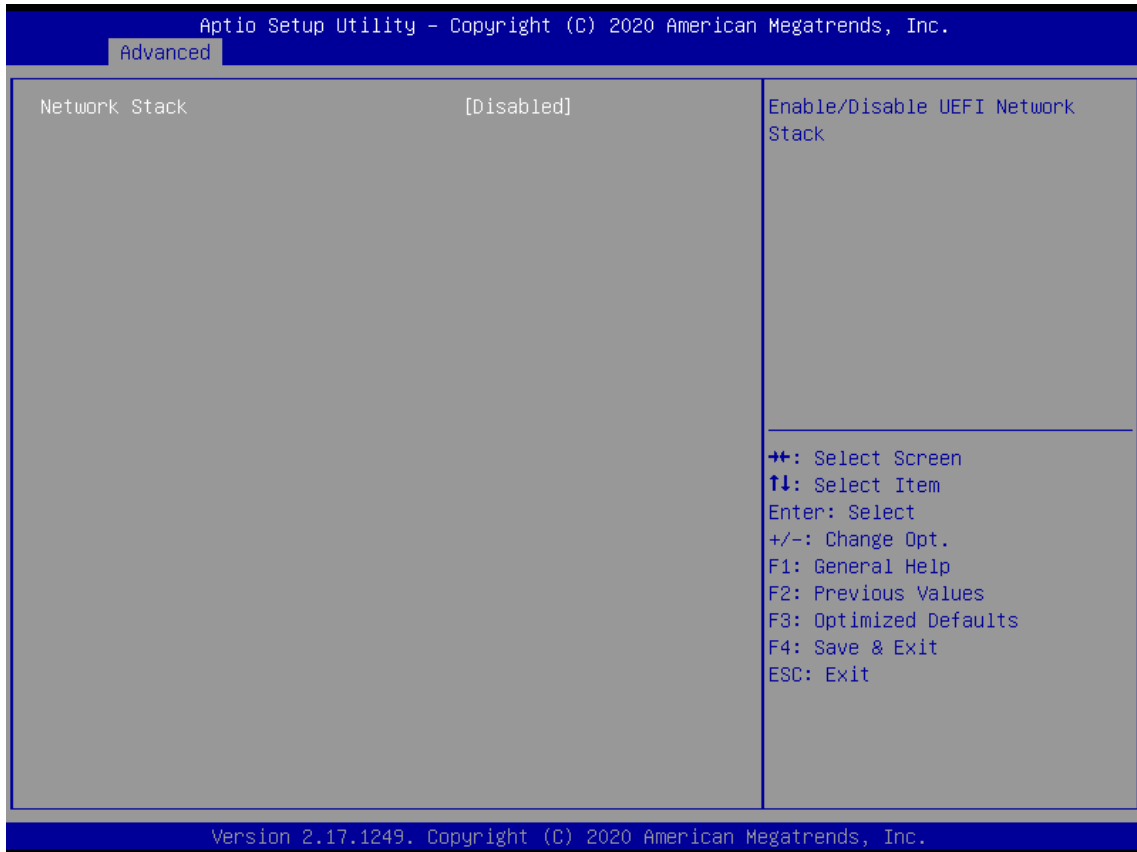 Aptio Setup Utility – Copyright (C) 2020 American Megatrends, Inc.
Advanced
Network Stack [Disabled]
Enable/Disable UEFI Network
Stack
→←: Select Screen
↑↓: Select Item
Enter: Select
+/-: Change Opt.
F1: General Help
F2: Previous Values
F3: Optimized Defaults
F4: Save & Exit
ESC: Exit
Version 2.17.1249. Copyright (C) 2020 American Megatrends, Inc.